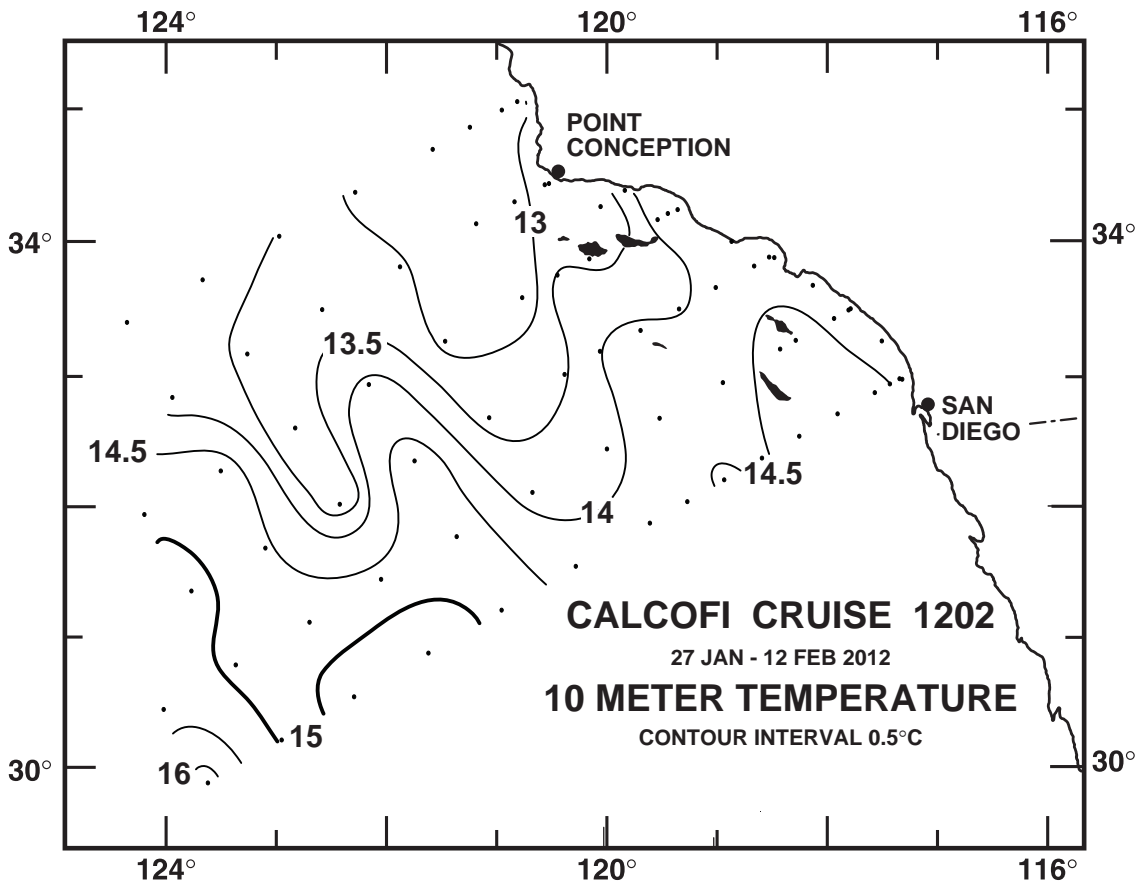 124° 120° 116°
POINT
CONCEPTION
13
34° 34°
13.5
SAN
DIEGO
14.5
14.5
14
CALCOFI CRUISE 1202
27 JAN - 12 FEB 2012
10 METER TEMPERATURE
CONTOUR INTERVAL 0.5°C
15
30° 30°
16
124° 120° 116°